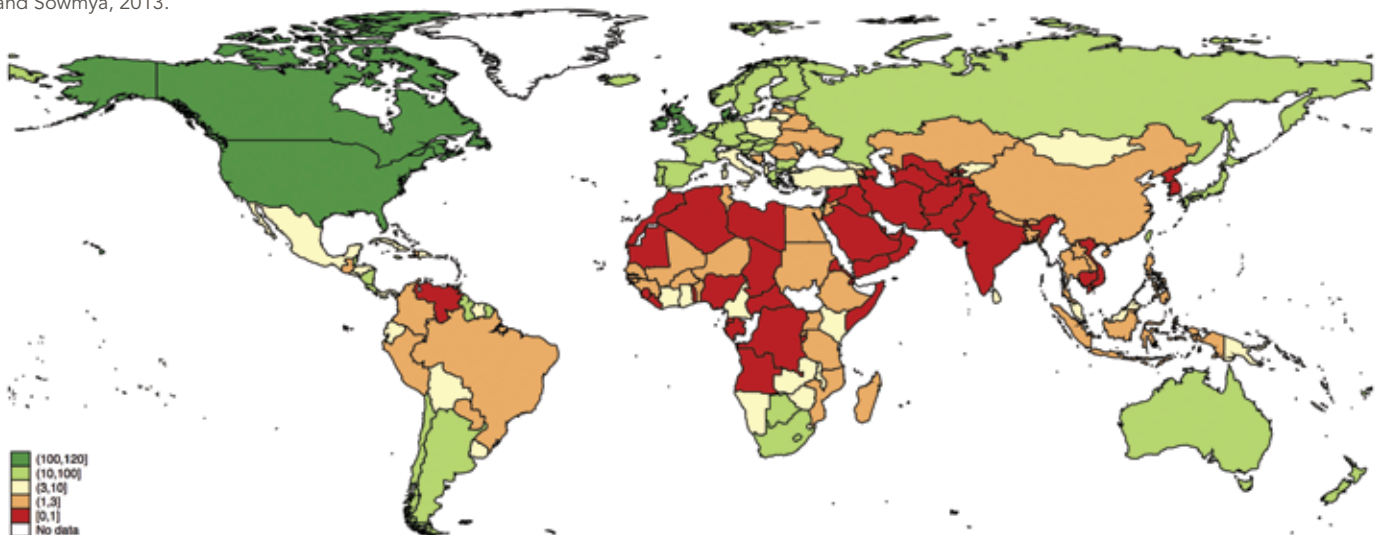 and Sowmya, 2013.
(100,120]
(10,100]
(3,10]
(1,3]
[0,1]
No data